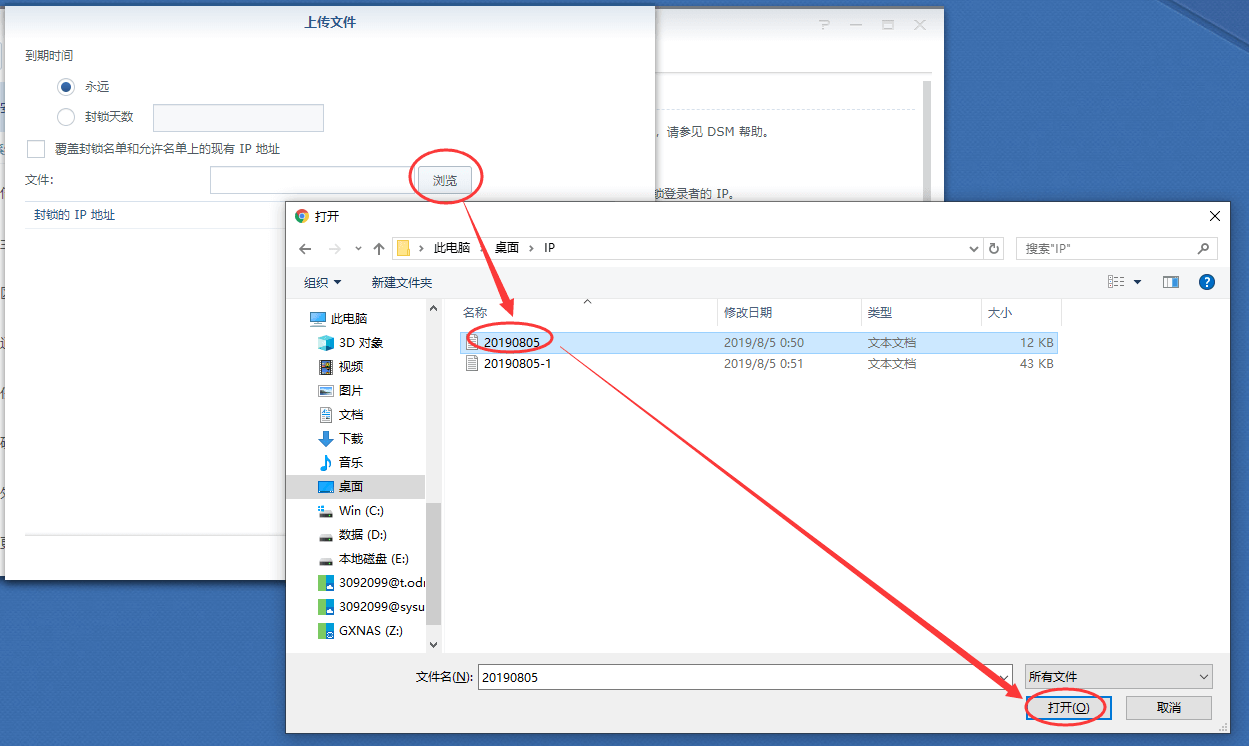 上传文件
到期时间
永远
封锁天数
覆盖封锁名单和允许名单上的现有 IP 地址
文件:
浏览
封锁的 IP 地址
，请参见 DSM 帮助。
锁登录者的 IP。
打开
此电脑
桌面
IP
搜索"IP"
组织
新建文件夹
名称 修改日期 类型 大小
20190805 2019/8/5 0:50 文本文档 12 KB
20190805-1 2019/8/5 0:51 文本文档 43 KB
此电脑
3D 对象
视频
图片
文档
下载
音乐
桌面
Win (C:)
数据 (D:)
本地磁盘 (E:)
3092099@t.odr
3092099@sysu
GXNAS (Z:)
文件名(N): 20190805
所有文件
打开(O) 取消